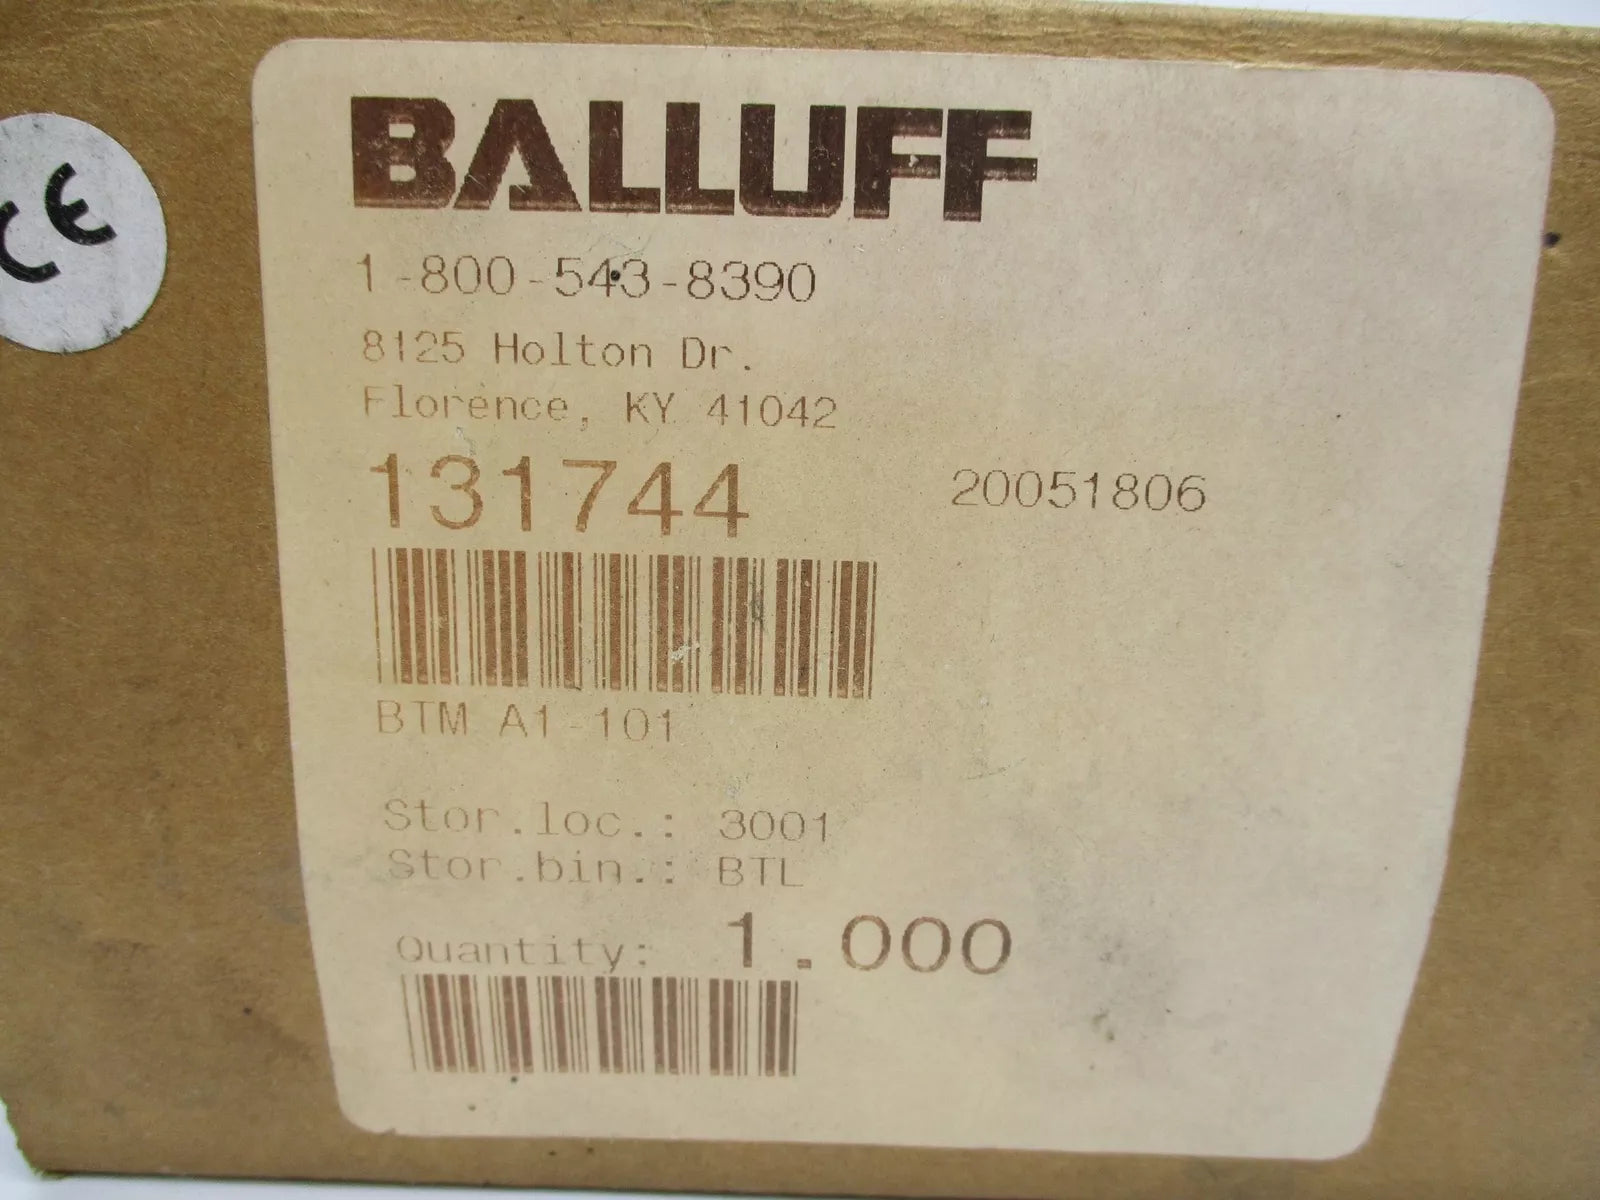 CE
BALLUFF
1-800-543-8390
8125 Holton Dr.
Florence, KY 41042
131744 20051806
BTM A1-101
Stor.loc.: 3001
Stor.bin.: BTL
Quantity: 1.000